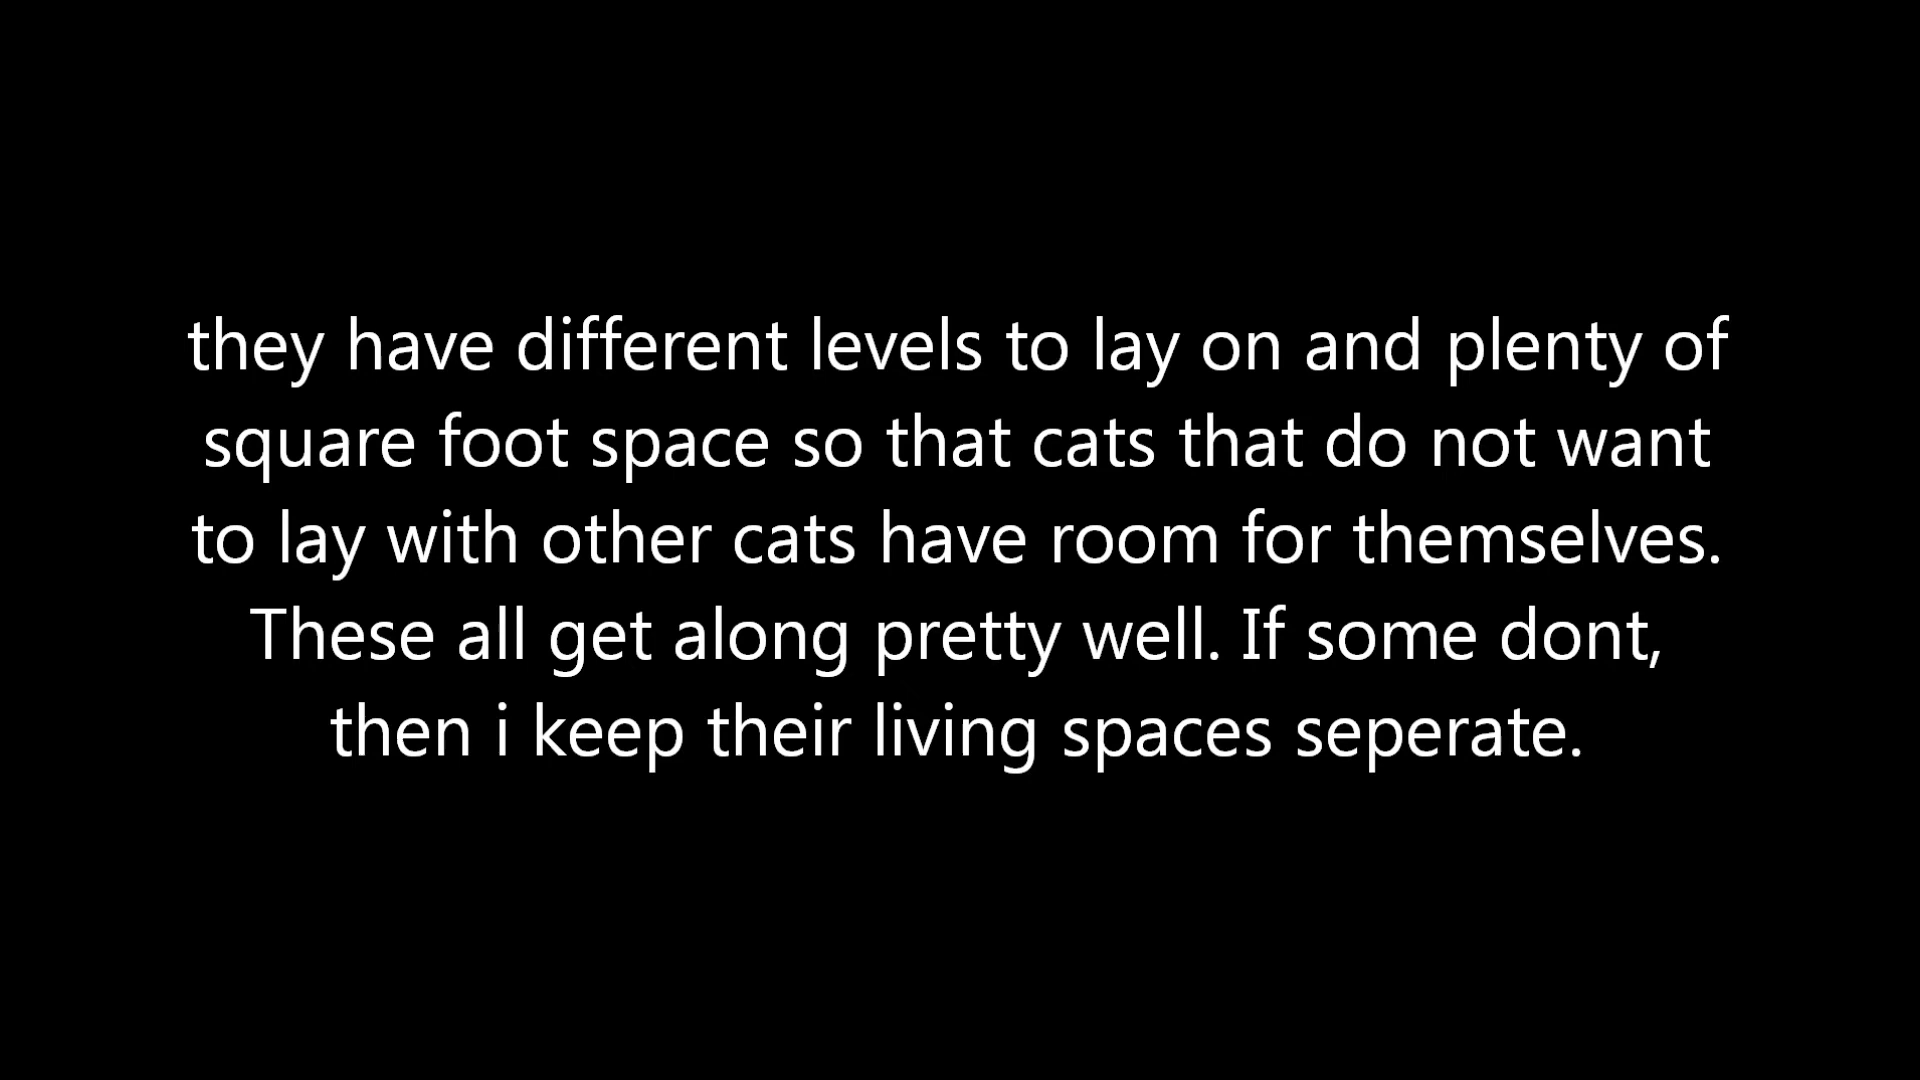 they have different levels to lay on and plenty of
square foot space so that cats that do not want
to lay with other cats have room for themselves.
These all get along pretty well. If some dont,
then i keep their living spaces seperate.